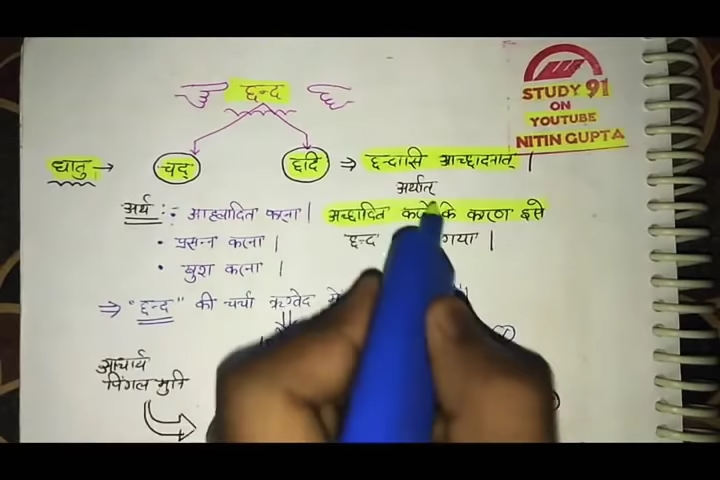 छन्द
STUDY 91
ON
YOUTUBE
NITIN GUPTA
धातु → चद् छदि ⇒ छन्दासि आच्छादनात् |
अर्थात्
अर्थ :- आह्लादित करना | अच्छादित करने के कारण इसे
• प्रसन्न करना | छन्द गया |
• खुश करना |
⇒ "छन्द" की चर्चा ऋग्वेद में
आचार्य
पिंगल मुनि